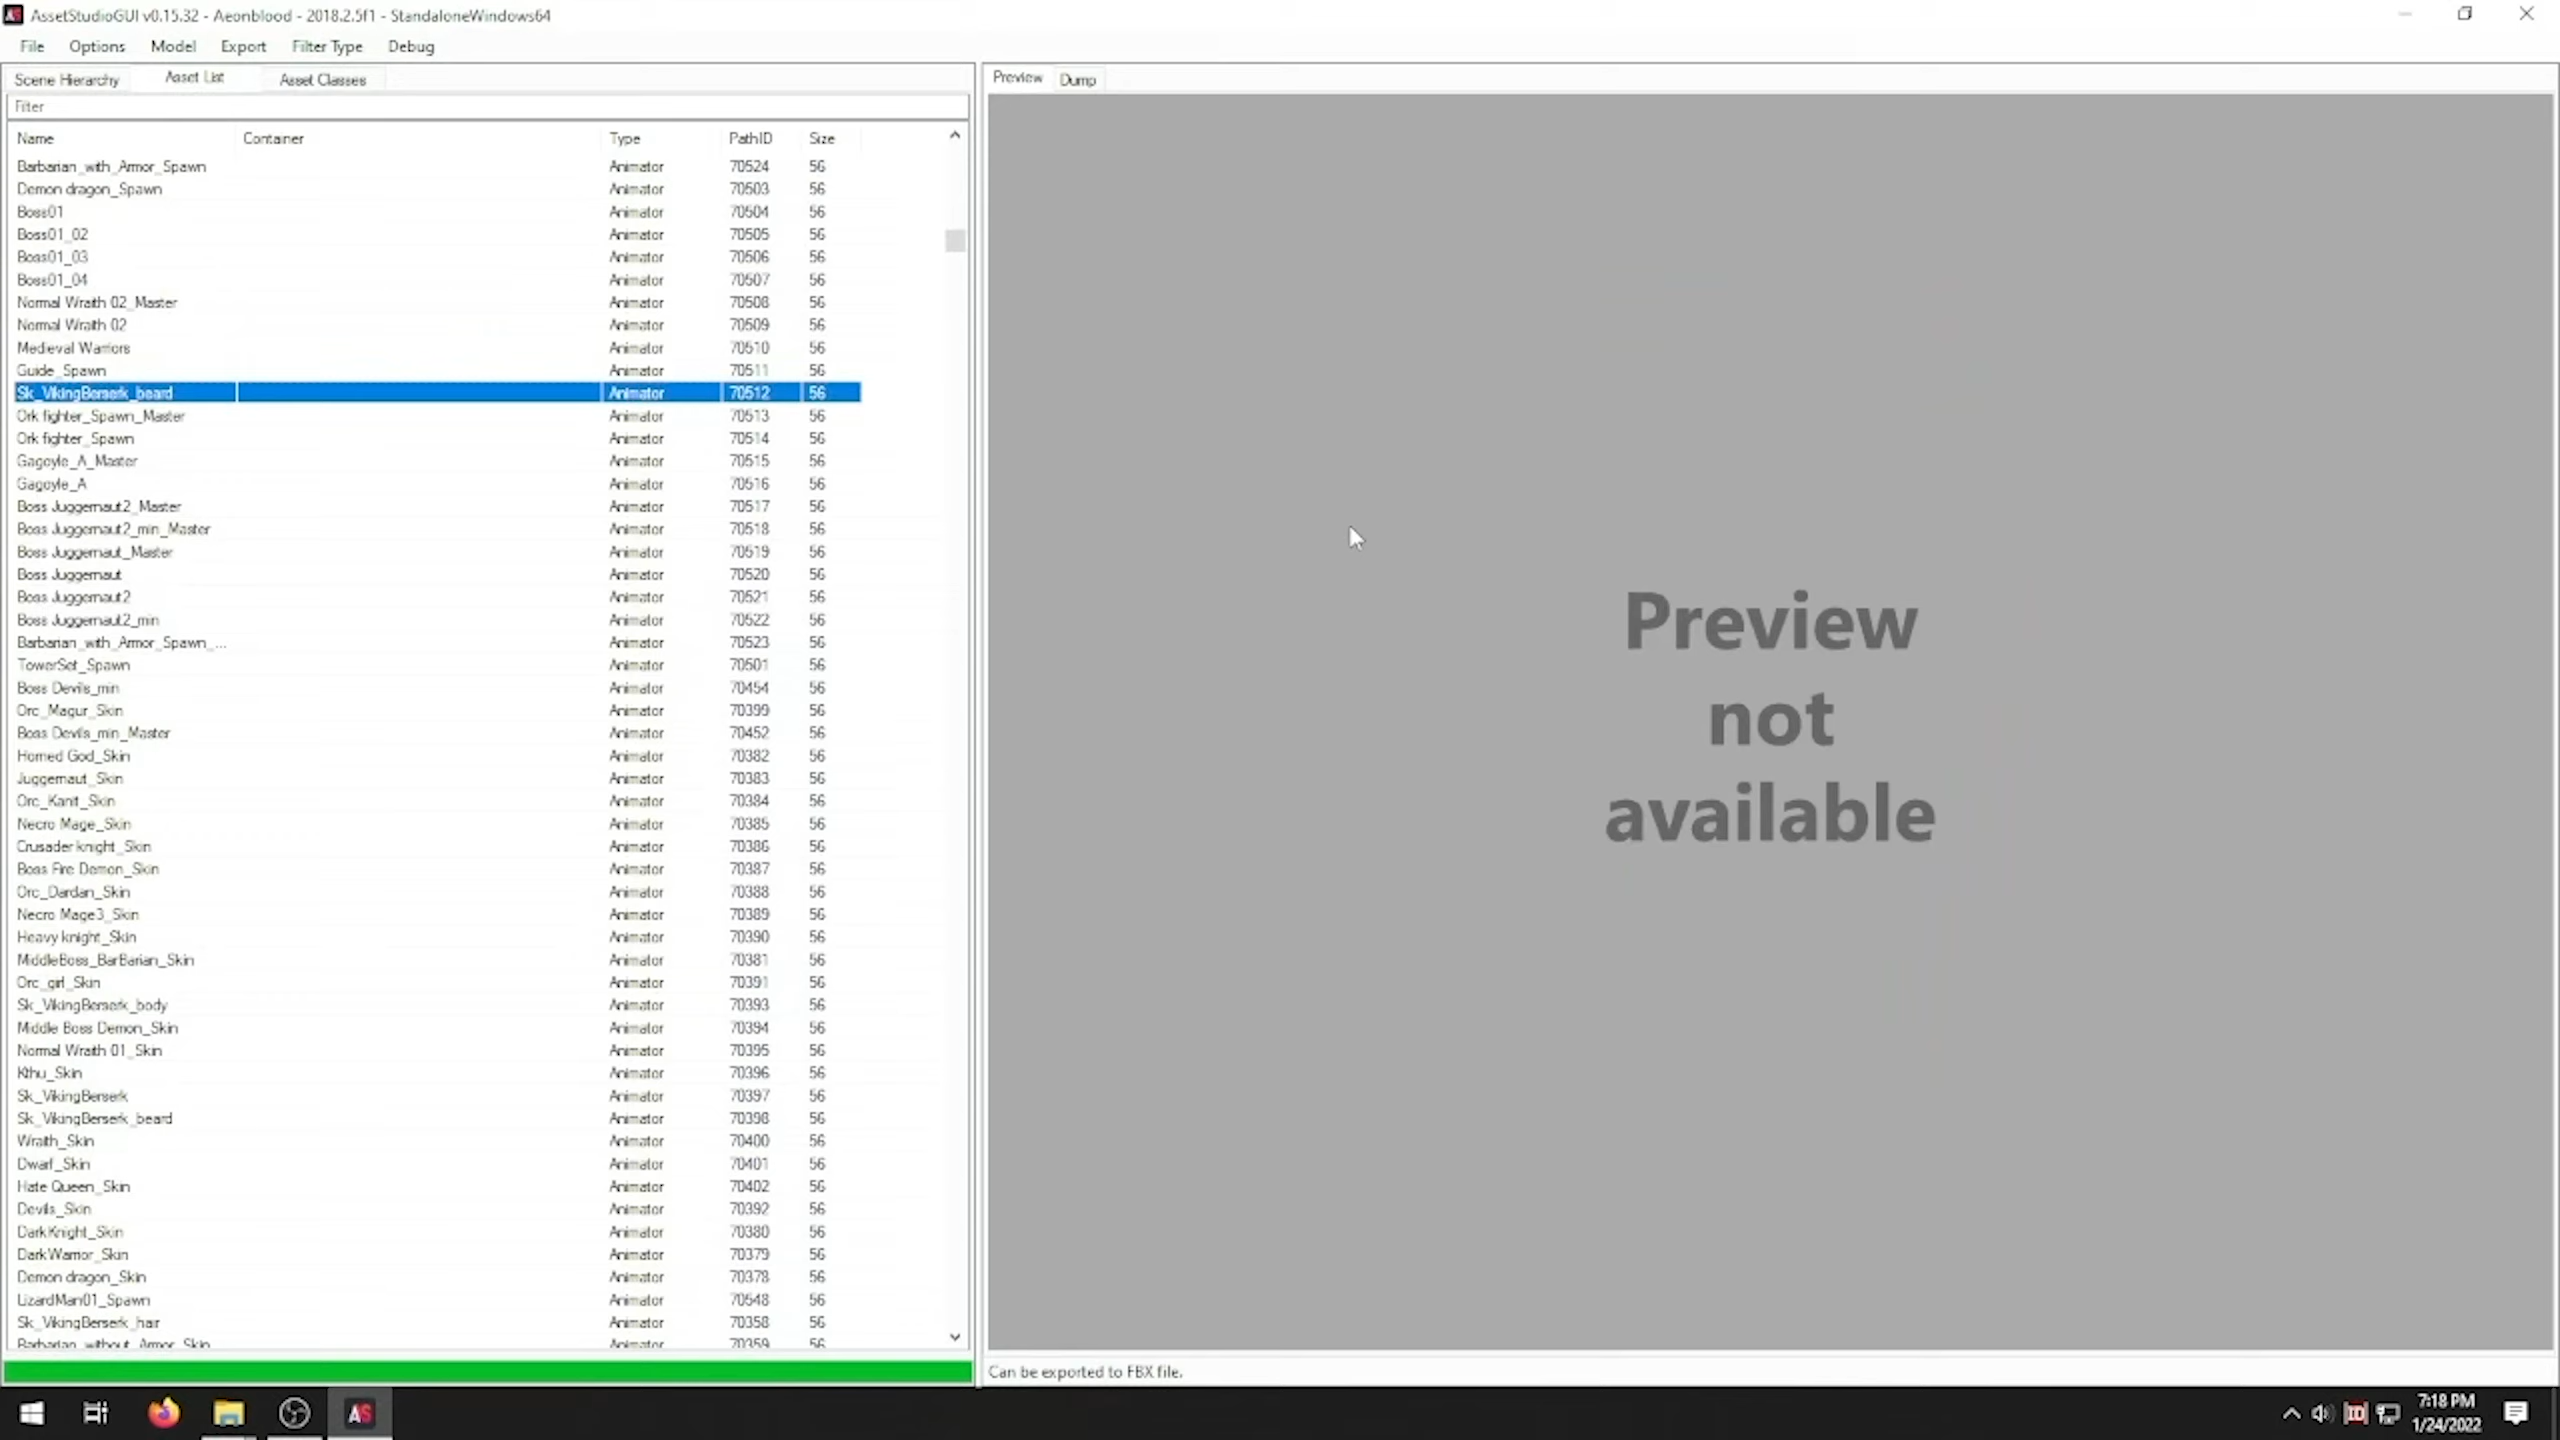 AssetStudioGUI v0.15.32 - Aeonblood - 2018.2.5f1 - StandaloneWindows64
File Options Model Export Filter Type Debug
Scene Hierarchy Asset List Asset Classes
Filter
Name Container Type PathID Size
Barbarian_with_Armor_Spawn Animator 70524 56
Demon dragon_Spawn Animator 70503 56
Boss01 Animator 70504 56
Boss01_02 Animator 70505 56
Boss01_03 Animator 70506 56
Boss01_04 Animator 70507 56
Normal Wraith 02_Master Animator 70508 56
Normal Wraith 02 Animator 70509 56
Medieval Warriors Animator 70510 56
Guide_Spawn Animator 70511 56
Sk_VikingBerserk_beard Animator 70512 56
Ork fighter_Spawn_Master Animator 70513 56
Ork fighter_Spawn Animator 70514 56
Gagoyle_A_Master Animator 70515 56
Gagoyle_A Animator 70516 56
Boss Juggernaut2_Master Animator 70517 56
Boss Juggernaut2_min_Master Animator 70518 56
Boss Juggernaut_Master Animator 70519 56
Boss Juggernaut Animator 70520 56
Boss Juggernaut2 Animator 70521 56
Boss Juggernaut2_min Animator 70522 56
Barbarian_with_Armor_Spawn_... Animator 70523 56
TowerSet_Spawn Animator 70501 56
Boss Devils_min Animator 70454 56
Orc_Magur_Skin Animator 70399 56
Boss Devils_min_Master Animator 70452 56
Horned God_Skin Animator 70382 56
Juggernaut_Skin Animator 70383 56
Orc_Kanit_Skin Animator 70384 56
Necro Mage_Skin Animator 70385 56
Crusader knight_Skin Animator 70386 56
Boss Fire Demon_Skin Animator 70387 56
Orc_Dardan_Skin Animator 70388 56
Necro Mage3_Skin Animator 70389 56
Heavy knight_Skin Animator 70390 56
MiddleBoss_BarBarian_Skin Animator 70381 56
Orc_girl_Skin Animator 70391 56
Sk_VikingBerserk_body Animator 70393 56
Middle Boss Demon_Skin Animator 70394 56
Normal Wraith 01_Skin Animator 70395 56
Kthu_Skin Animator 70396 56
Sk_VikingBerserk Animator 70397 56
Sk_VikingBerserk_beard Animator 70398 56
Wraith_Skin Animator 70400 56
Dwarf_Skin Animator 70401 56
Hate Queen_Skin Animator 70402 56
Devils_Skin Animator 70392 56
DarkKnight_Skin Animator 70380 56
DarkWarrior_Skin Animator 70379 56
Demon dragon_Skin Animator 70378 56
LizardMan01_Spawn Animator 70548 56
Sk_VikingBerserk_hair Animator 70358 56
Barbarian_without_Armor_Skin Animator 70359 56
Preview Dump
Preview
not
available
Can be exported to FBX file.
AS
7:18 PM
1/24/2022